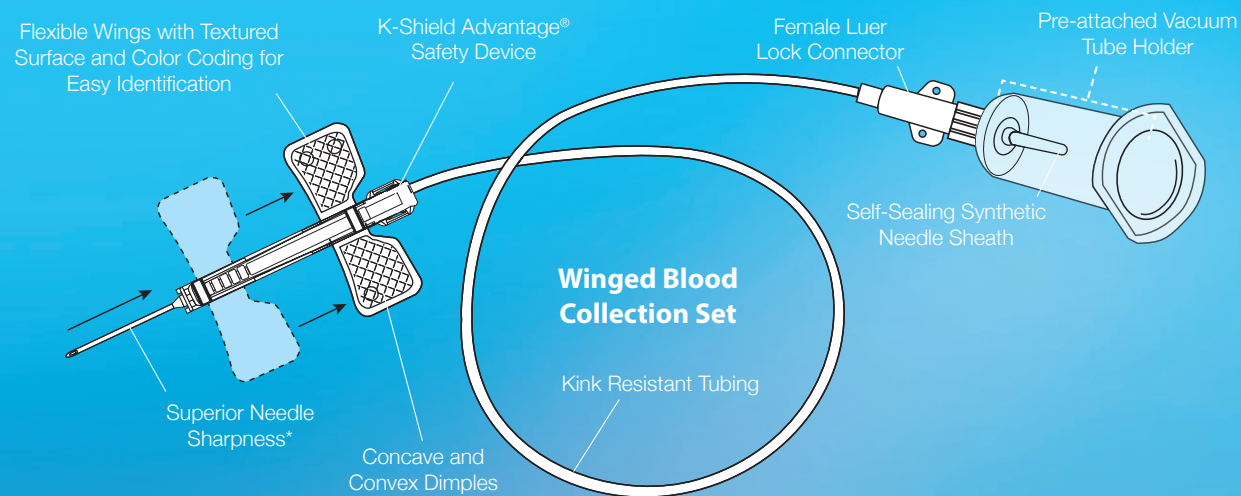 Flexible Wings with Textured
Surface and Color Coding for
Easy Identification
K-Shield Advantage®
Safety Device
Female Luer
Lock Connector
Pre-attached Vacuum
Tube Holder
Self-Sealing Synthetic
Needle Sheath
Winged Blood
Collection Set
Kink Resistant Tubing
Superior Needle
Sharpness*
Concave and
Convex Dimples